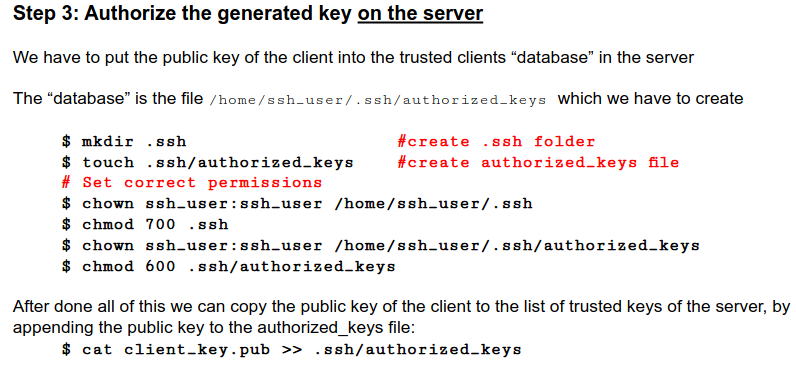 Step 3: Authorize the generated key on the server
We have to put the public key of the client into the trusted clients “database” in the server
The “database” is the file /home/ssh_user/.ssh/authorized_keys which we have to create
$ mkdir .ssh #create .ssh folder
$ touch .ssh/authorized_keys #create authorized_keys file
# Set correct permissions
$ chown ssh_user:ssh_user /home/ssh_user/.ssh
$ chmod 700 .ssh
$ chown ssh_user:ssh_user /home/ssh_user/.ssh/authorized_keys
$ chmod 600 .ssh/authorized_keys
After done all of this we can copy the public key of the client to the list of trusted keys of the server, by
appending the public key to the authorized_keys file:
$ cat client_key.pub >> .ssh/authorized_keys